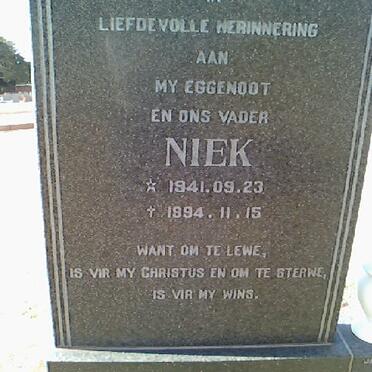 IN
LIEFDEVOLLE HERINNERING
AAN
MY EGGENOOT
EN ONS VADER
NIEK
☆ 1941.09.23
† 1994.11.15
WANT OM TE LEWE,
IS VIR MY CHRISTUS EN OM TE STERWE,
IS VIR MY WINS.